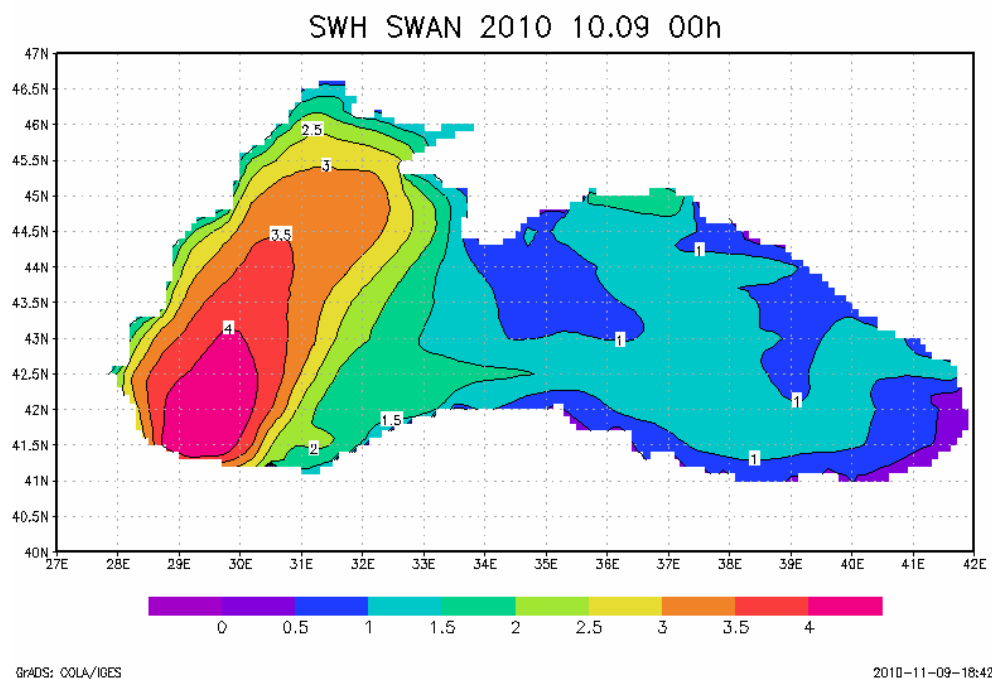 SWH SWAN 2010 10.09 00h
47N
46.5N
46N
2.5
45.5N
3
45N
44.5N
3.5
1
44N
43.5N
43N
4
1
42.5N
42N
1.5
1
41.5N
2
1
41N
40.5N
40N
27E 28E 29E 30E 31E 32E 33E 34E 35E 36E 37E 38E 39E 40E 41E 42E
0 0.5 1 1.5 2 2.5 3 3.5 4
GrADS: COLA/IGES 2010-11-09-18:42